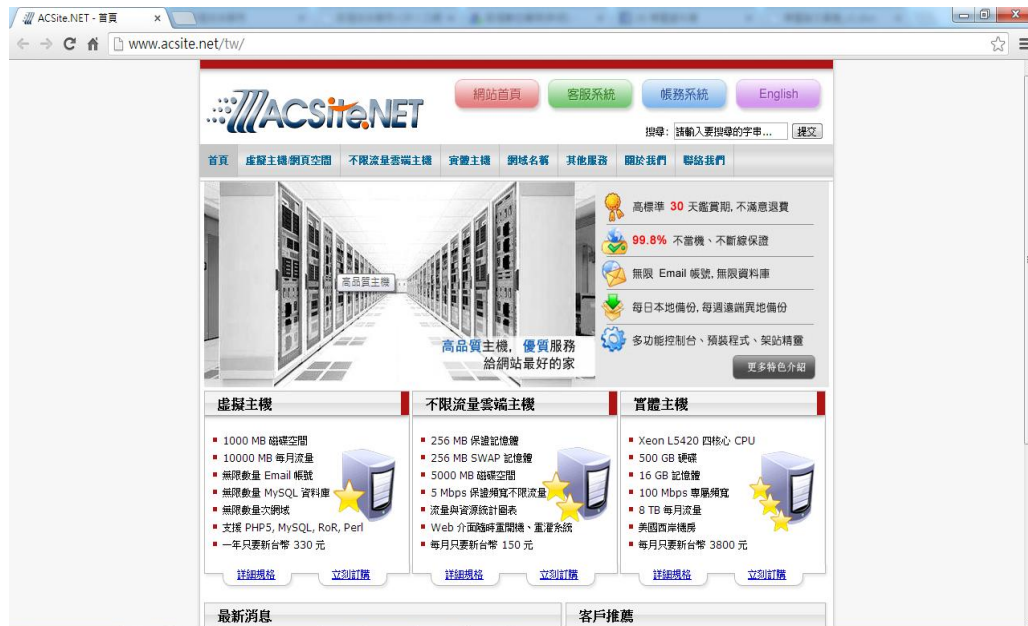 ACSite.NET - 首頁
www.acsite.net/tw/
ACSite.NET
網站首頁 客服系統 帳務系統 English
搜尋: 請輸入要搜尋的字串... 提交
首頁 虛擬主機/網頁空間 不限流量雲端主機 實體主機 網域名稱 其他服務 關於我們 聯絡我們
高標準 30 天鑑賞期, 不滿意退費
99.8% 不當機、不斷線保證
無限 Email 帳號, 無限資料庫
每日本地備份, 每週遠端異地備份
多功能控制台、預裝程式、架站精靈
更多特色介紹
高品質主機
高品質主機, 優質服務
給網站最好的家
虛擬主機
1000 MB 磁碟空間
10000 MB 每月流量
無限數量 Email 帳號
無限數量 MySQL 資料庫
無限數量次網域
支援 PHP5, MySQL, RoR, Perl
一年只要新台幣 330 元
詳細規格 立刻訂購
不限流量雲端主機
256 MB 保證記憶體
256 MB SWAP 記憶體
5000 MB 磁碟空間
5 Mbps 保證頻寬不限流量
流量與資源統計圖表
Web 介面隨時重開機、重灌系統
每月只要新台幣 150 元
詳細規格 立刻訂購
實體主機
Xeon L5420 四核心 CPU
500 GB 硬碟
16 GB 記憶體
100 Mbps 專屬頻寬
8 TB 每月流量
美國西岸機房
每月只要新台幣 3800 元
詳細規格 立刻訂購
最新消息
客戶推薦